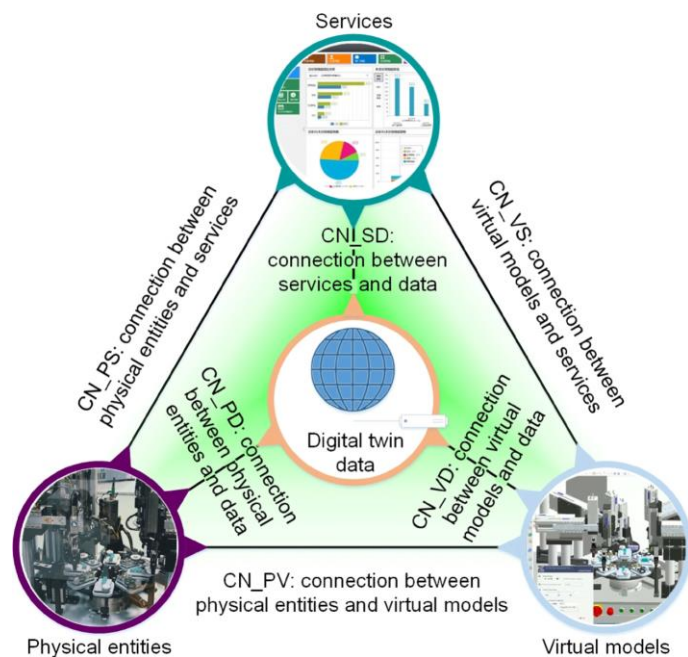 Services
CN_PS: connection between
physical entities and services
CN_VS: connection between
virtual models and services
CN_SD:
connection between
services and data
CN_PD: connection
between physical
entities and data
Digital twin
data
CN_VD: connection
between virtual
models and data
CN_PV: connection between
physical entities and virtual models
Physical entities
Virtual models